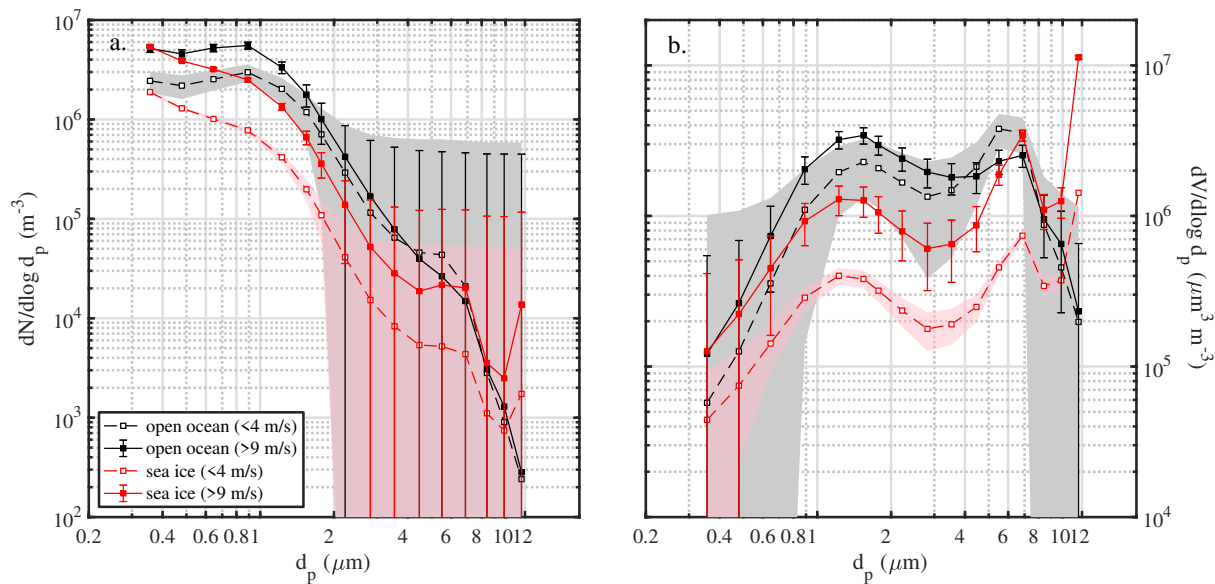 a.
10^7
10^6
10^5
10^4
10^3
10^2
dN/dlog d_p (m^-3)
open ocean (<4 m/s)
open ocean (>9 m/s)
sea ice (<4 m/s)
sea ice (>9 m/s)
0.2 0.4 0.6 0.81 2 4 6 8 1012
d_p (μm)
b.
10^7
10^6
10^5
10^4
dV/dlog d_p (μm^3 m^-3)
0.2 0.4 0.6 0.81 2 4 6 8 1012
d_p (μm)